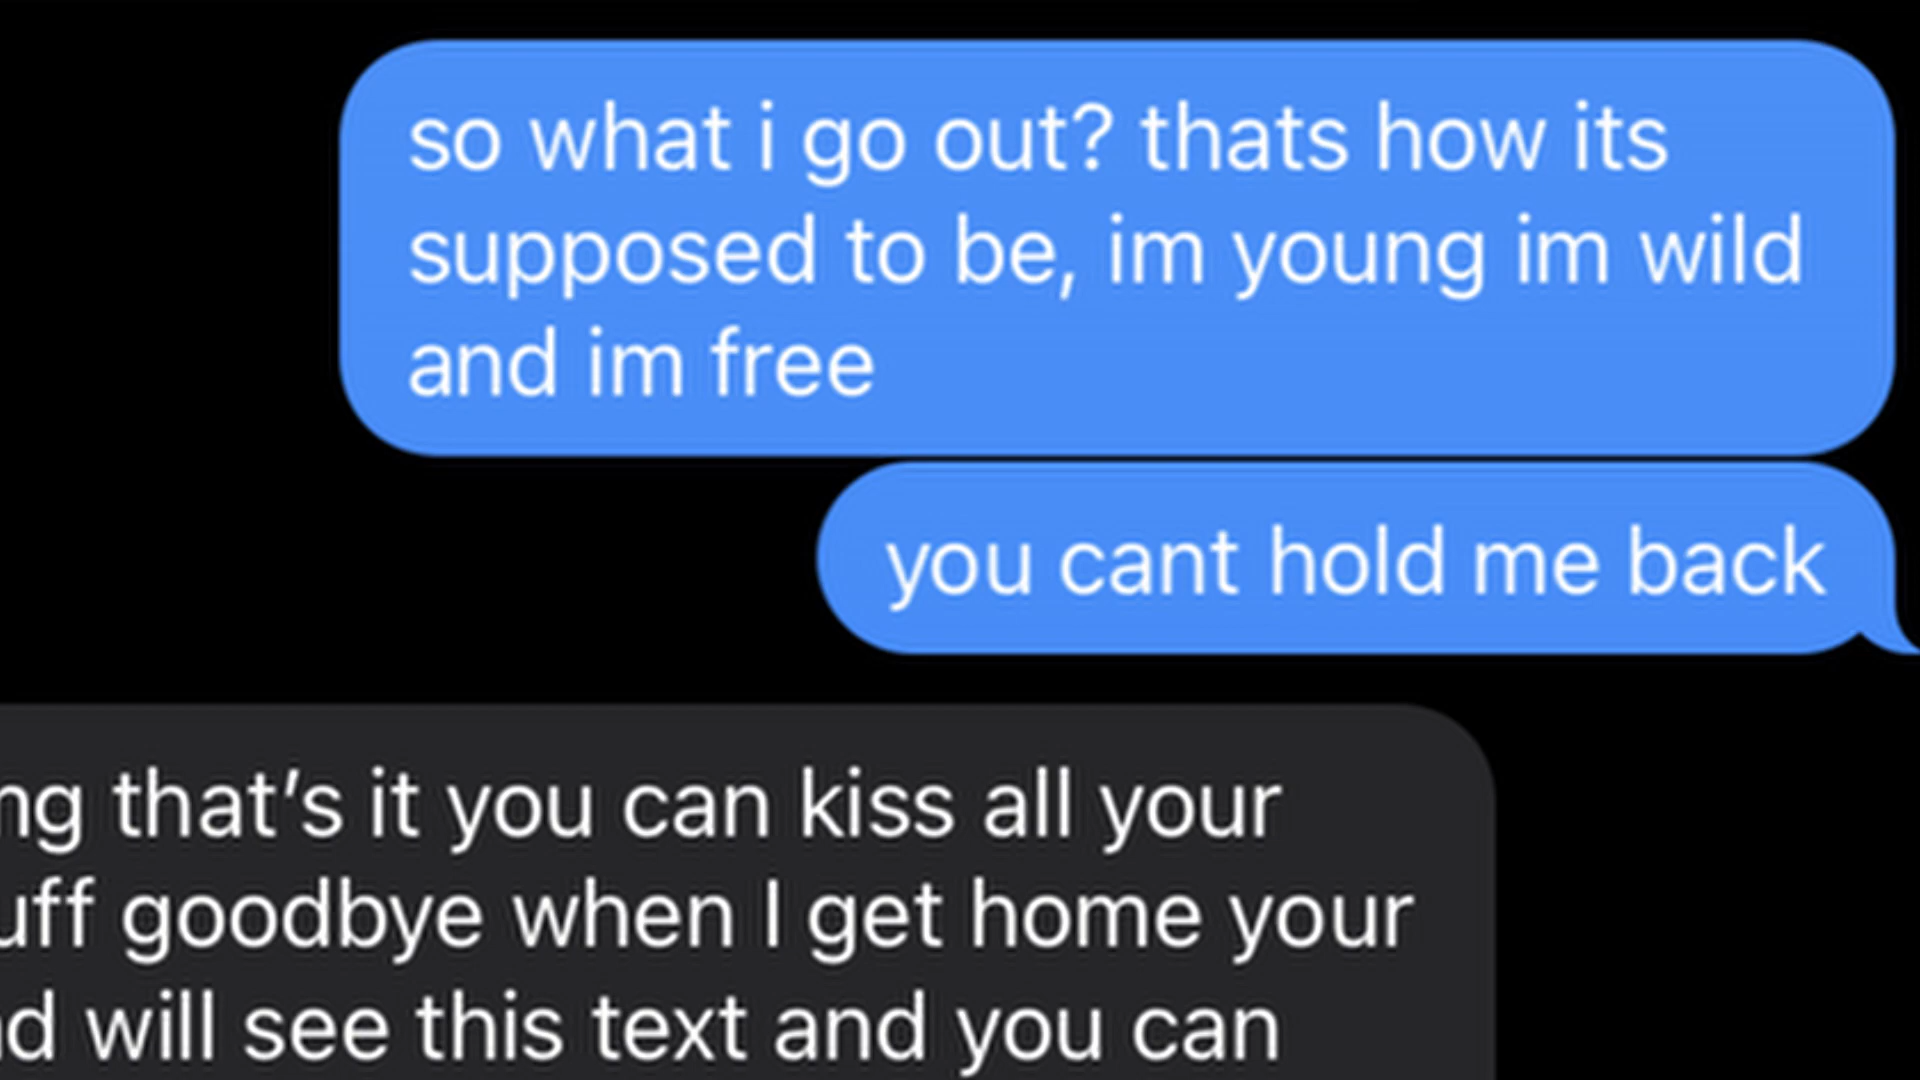 so what i go out? thats how its
supposed to be, im young im wild
and im free
you cant hold me back
that’s it you can kiss all your
goodbye when I get home your
will see this text and you can